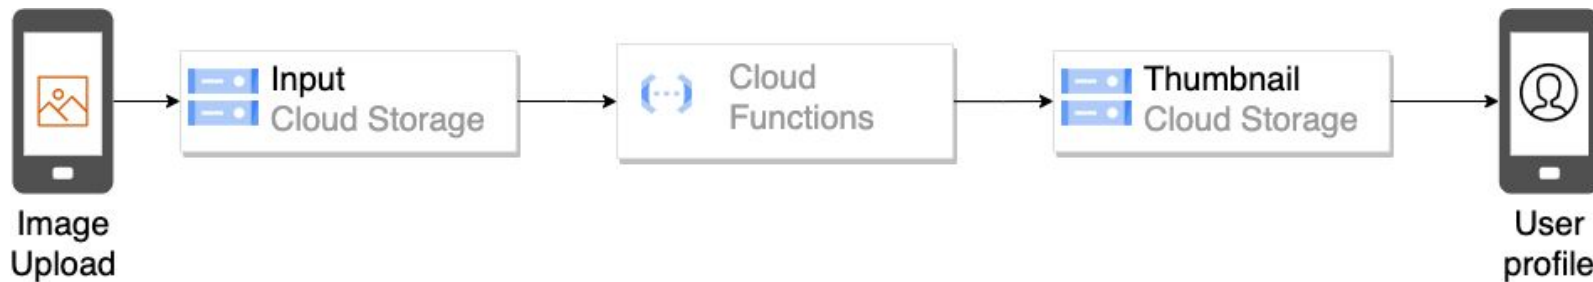 Image
Upload
Input
Cloud Storage
Cloud
Functions
Thumbnail
Cloud Storage
User
profile